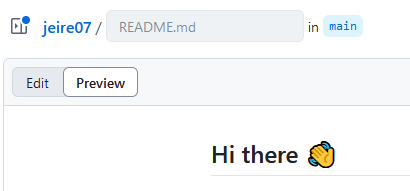 jeire07 / README.md in main
Edit Preview
Hi there 👋